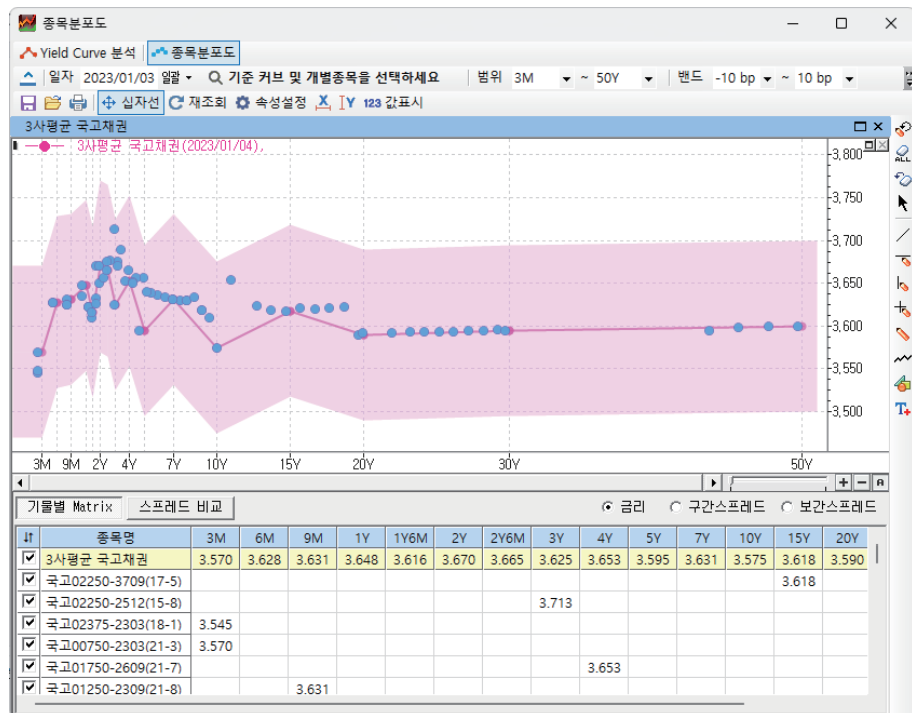 종목분포도
Yield Curve 분석 종목분포도
일자 2023/01/03 일괄 기준 커브 및 개별종목을 선택하세요 범위 3M ~ 50Y 밴드 -10 bp ~ 10 bp
십자선 재조회 속성설정 X Y 123 값표시
3사평균 국고채권
3사평균 국고채권(2023/01/04),
3,800
3,750
3,700
3,650
3,600
3,550
3,500
ALL
T+
3M 9M 2Y 4Y 7Y 10Y 15Y 20Y 30Y 50Y
기물별 Matrix 스프레드 비교 금리 구간스프레드 보간스프레드
종목명 3M 6M 9M 1Y 1Y6M 2Y 2Y6M 3Y 4Y 5Y 7Y 10Y 15Y 20Y
3사평균 국고채권 3.570 3.628 3.631 3.648 3.616 3.670 3.665 3.625 3.653 3.595 3.631 3.575 3.618 3.590
국고02250-3709(17-5) 3.618
국고02250-2512(15-8) 3.713
국고02375-2303(18-1) 3.545
국고00750-2303(21-3) 3.570
국고01750-2609(21-7) 3.653
국고01250-2309(21-8) 3.631